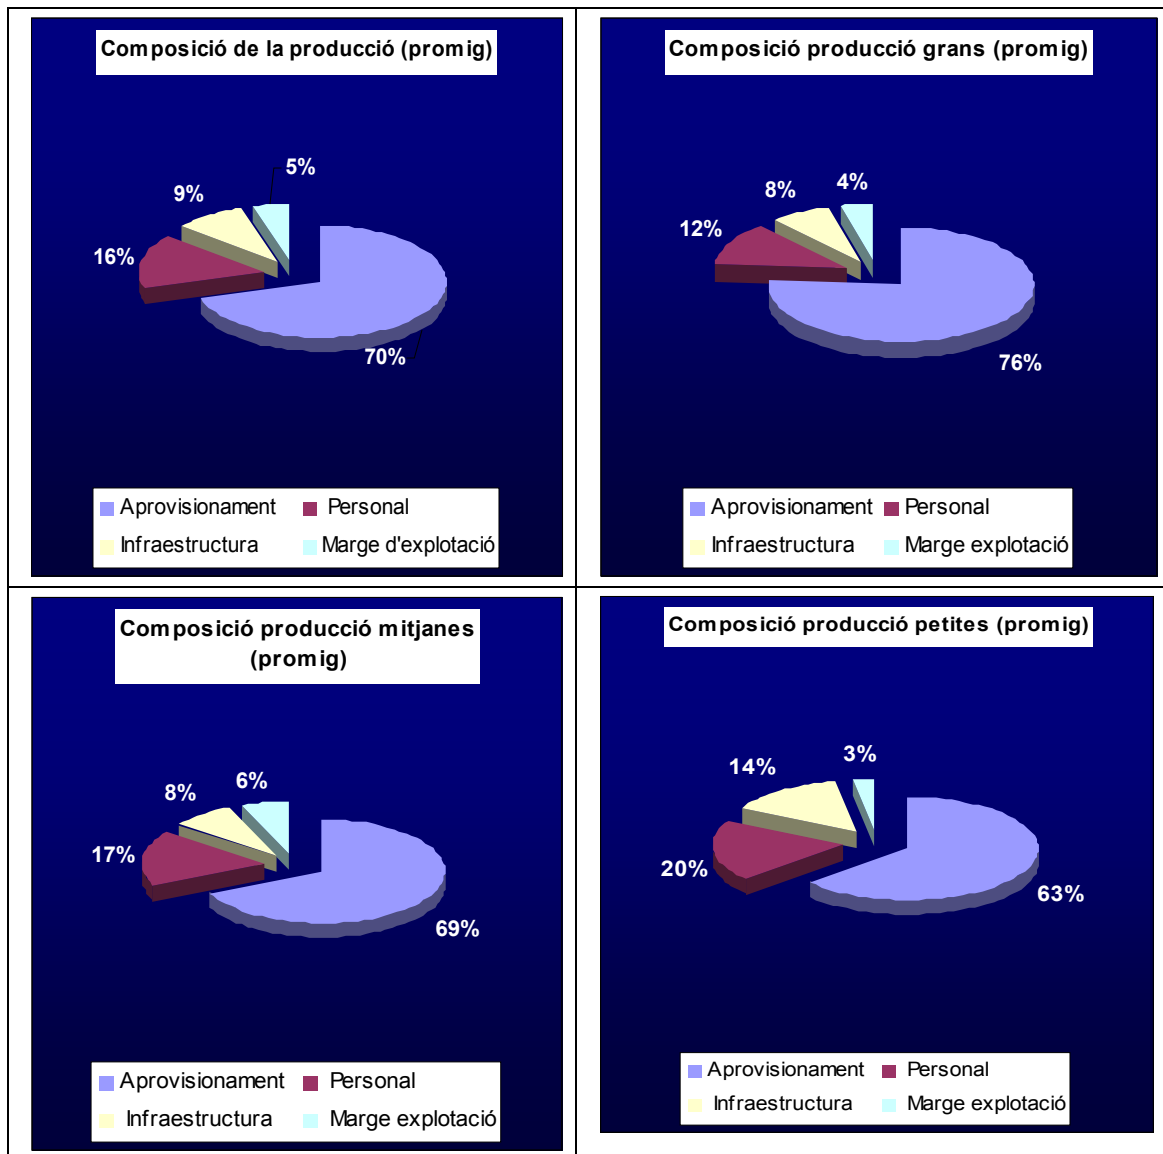 Composició de la producció (promig)
5%
9%
16%
70%
Aprovisionament Personal
Infraestructura Marge d'explotació
Composició producció grans (promig)
4%
8%
12%
76%
Aprovisionament Personal
Infraestructura Marge explotació
Composició producció mitjanes
(promig)
6%
8%
17%
69%
Aprovisionament Personal
Infraestructura Marge explotació
Composició producció petites (promig)
3%
14%
20%
63%
Aprovisionament Personal
Infraestructura Marge explotació